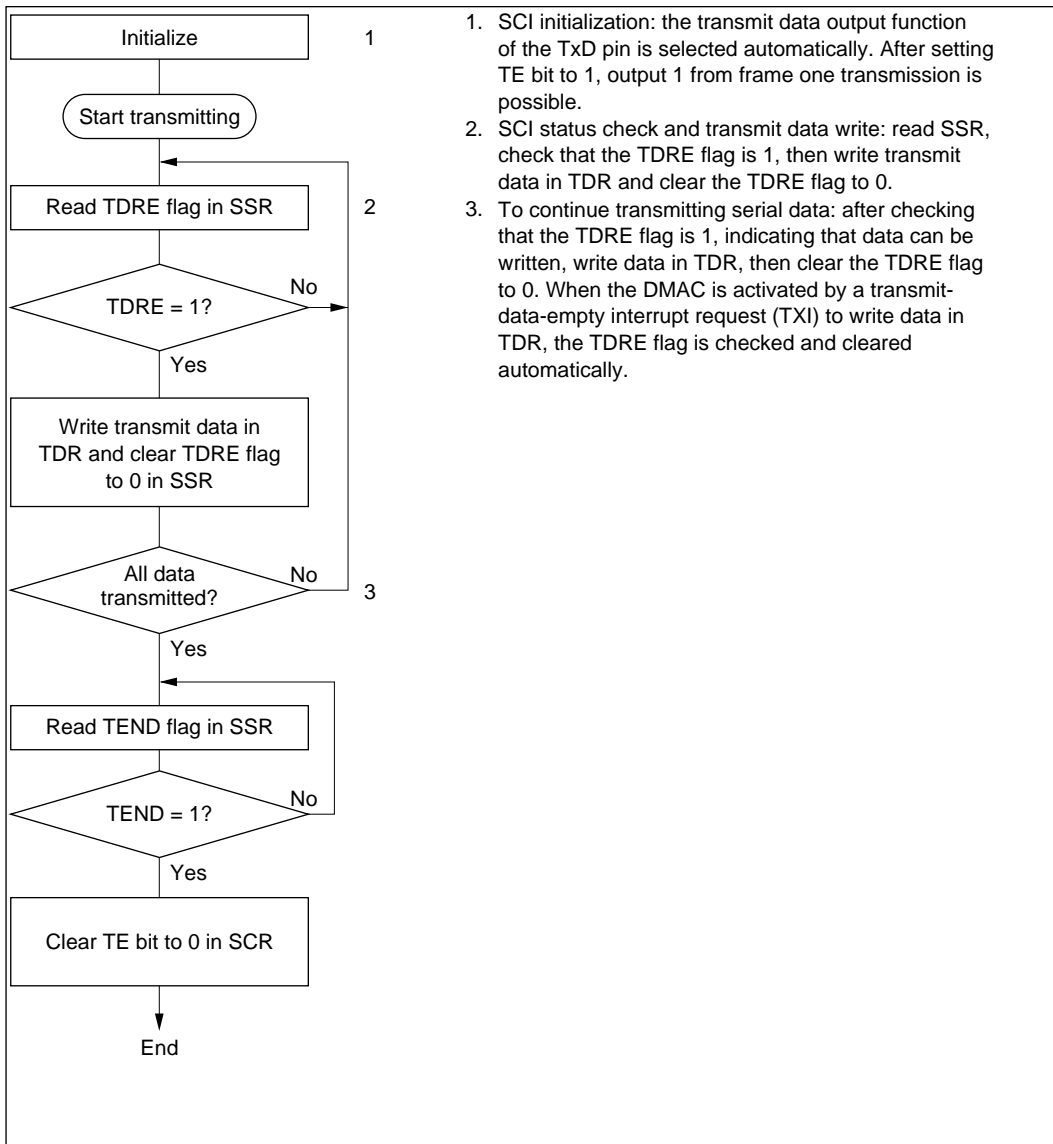 Initialize
1
Start transmitting
Read TDRE flag in SSR
2
TDRE = 1?
No
Yes
Write transmit data in
TDR and clear TDRE flag
to 0 in SSR
All data
transmitted?
No
3
Yes
Read TEND flag in SSR
TEND = 1?
No
Yes
Clear TE bit to 0 in SCR
End
1. SCI initialization: the transmit data output function
of the TxD pin is selected automatically. After setting
TE bit to 1, output 1 from frame one transmission is
possible.
2. SCI status check and transmit data write: read SSR,
check that the TDRE flag is 1, then write transmit
data in TDR and clear the TDRE flag to 0.
3. To continue transmitting serial data: after checking
that the TDRE flag is 1, indicating that data can be
written, write data in TDR, then clear the TDRE flag
to 0. When the DMAC is activated by a transmit-
data-empty interrupt request (TXI) to write data in
TDR, the TDRE flag is checked and cleared
automatically.